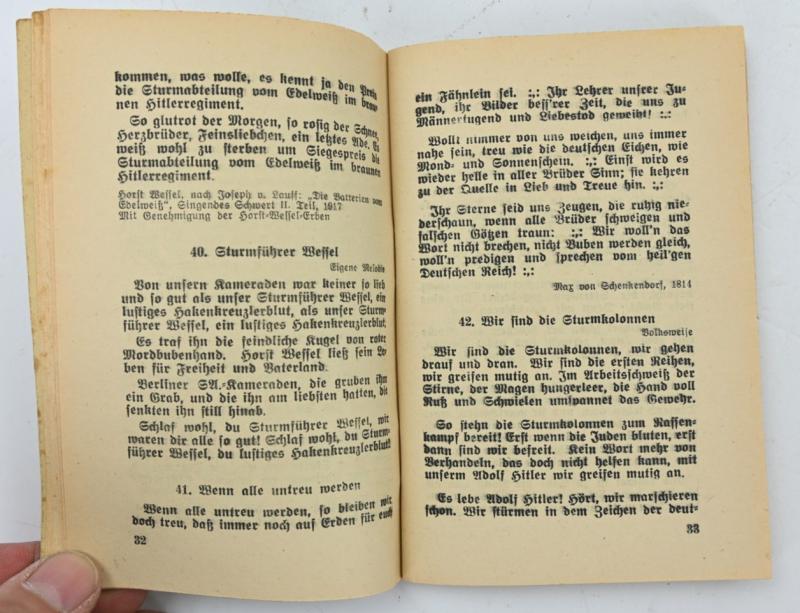 kommen, was wolle, es kennt ja den Preis
die Sturmabteilung vom Edelweiß im brau-
nen Hitlerregiment.
So glutrot der Morgen, so rosig der Schnee,
Herzbrüder, Feinsliebchen, ein letztes Ade. Es
weiß wohl zu sterben um Siegespreis die
Sturmabteilung vom Edelweiß im braunen
Hitlerregiment.
Horst Wessel, nach Joseph v. Lauff: „Die Batterien vom
Edelweiß“, Singendes Schwert II. Teil, 1917
Mit Genehmigung der Horst-Wessel-Erben
40. Sturmführer Wessel
Eigene Melodie
Von unsern Kameraden war keiner so lieb
und so gut als unser Sturmführer Wessel, ein
lustiges Hakenkreuzlerblut, als unser Sturm-
führer Wessel, ein lustiges Hakenkreuzlerblut.
Es traf ihn die feindliche Kugel von roter
Mordbubenhand. Horst Wessel ließ sein Le-
ben für Freiheit und Vaterland.
Berliner SA.-Kameraden, die gruben ihm
ein Grab, und die ihn am liebsten hatten, die
senkten ihn still hinab.
Schlaf wohl, du Sturmführer Wessel, wir
waren dir alle so gut! Schlaf wohl, du Sturm-
führer Wessel, du lustiges Hakenkreuzlerblut!
41. Wenn alle untreu werden
Wenn alle untreu werden, so bleiben wir
doch treu, daß immer noch auf Erden für euch
32
ein Fähnlein sei. :,: Ihr Lehrer unsrer Ju-
gend, ihr Bilder bess'rer Zeit, die uns zu
Männertugend und Liebestod geweiht! :,:
Wollt nimmer von uns weichen, uns immer
nahe sein, treu wie die deutschen Eichen, wie
Mond- und Sonnenschein. :,: Einst wird es
wieder helle in aller Brüder Sinn; sie kehren
zu der Quelle in Lieb und Treue hin. :,:
Ihr Sterne seid uns Zeugen, die ruhig nie-
derschaun, wenn alle Brüder schweigen und
falschen Götzen traun: :,: Wir woll'n das
Wort nicht brechen, nicht Buben werden gleich,
woll'n predigen und sprechen vom heil'gen
Deutschen Reich! :,:
Max von Schenkendorf, 1814
42. Wir sind die Sturmkolonnen
Volksweise
Wir sind die Sturmkolonnen, wir gehen
drauf und dran. Wir sind die ersten Reihen,
wir greifen mutig an. Im Arbeitsschweiß der
Stirne, der Magen hungerleer, die Hand voll
Ruß und Schwielen umspannet das Gewehr.
So stehn die Sturmkolonnen zum Rassen-
kampf bereit! Erst wenn die Juden bluten, erst
dann sind wir befreit. Kein Wort mehr von
Verhandeln, das doch nicht helfen kann, mit
unserm Adolf Hitler wir greifen mutig an.
Es lebe Adolf Hitler! Hört, wir marschieren
schon. Wir stürmen in dem Zeichen der deut-
33